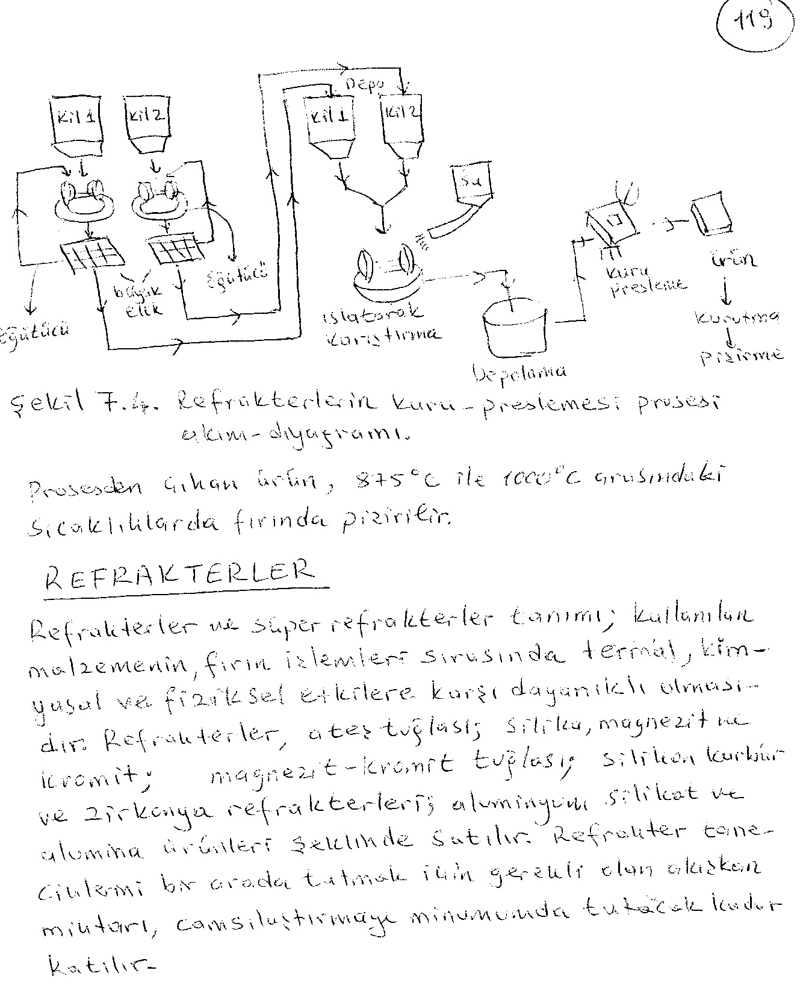 119
Depo
Kil 1
Kil 2
Kil 1
Kil 2
Su
Öğütücü
büyük
elek
Öğütücü
ıslatarak
karıştırma
Depolama
kuru
presleme
ürün
kurutma
pişirme
Şekil 7.4. Refrakterlerin kuru-preslemesi prosesi
akım-diyagramı.
Prosesden çıkan ürün, 875°C ile 1000°C arasındaki
sıcaklıklarda fırında pişirilir.
REFRAKTERLER
Refrakterler ve süper refrakterler tanımı; kullanılan
malzemenin, fırın işlemleri sırasında termal, kim-
yasal ve fiziksel etkilere karşı dayanıklı olması-
dır. Refrakterler, ateş tuğlası; silika, magnezit ve
kromit; magnezit-kromit tuğlası; silikon karbür
ve zirkonya refrakterleri; aluminyum silikat ve
alumina ürünleri şeklinde satılır. Refrakter tane-
ciklerini bir arada tutmak için gerekli olan akışkan
miktarı, camsılaştırmayı minumumda tutacak kadar
katılır.